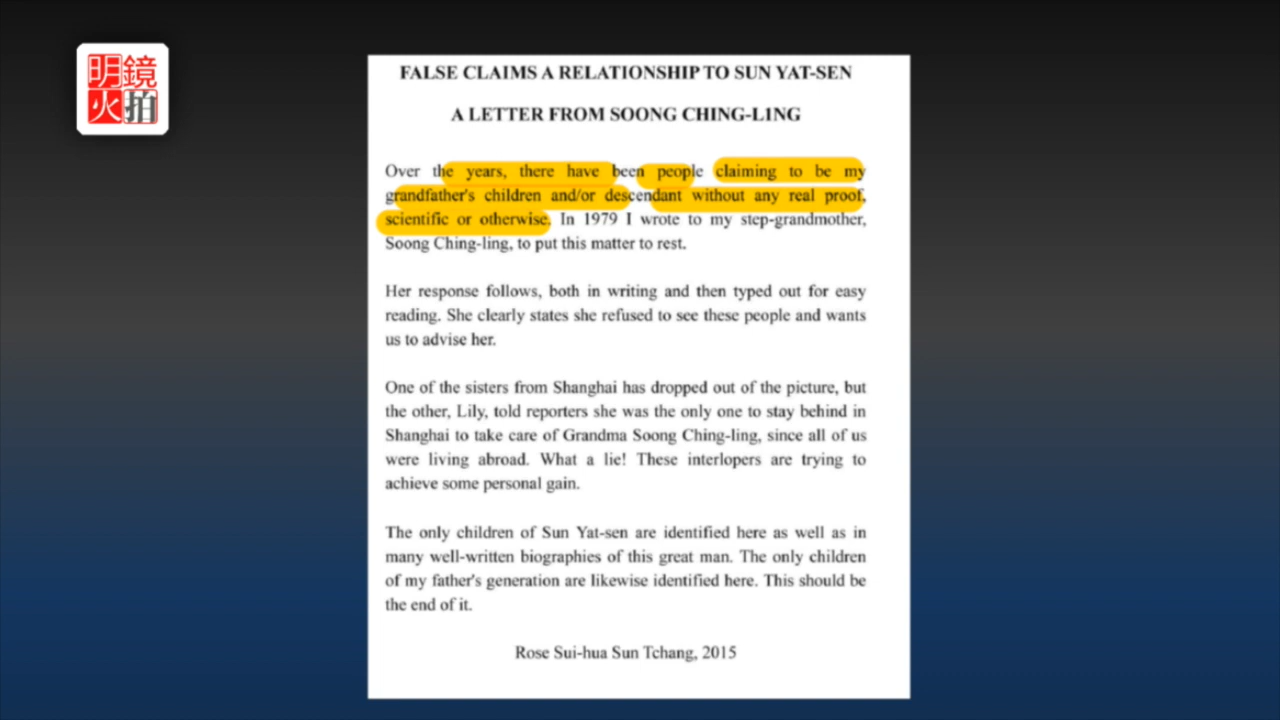 明鏡
火拍
FALSE CLAIMS A RELATIONSHIP TO SUN YAT-SEN
A LETTER FROM SOONG CHING-L1NG
Over the years, there have been people claiming to be my
grandfather's children and/or descendant without any real proof,
scientific or otherwise. In 1979 I wrote to my step-grandmother,
Soong Ching-ling, to put this matter to rest.
Her response follows, both in writing and then typed out for easy
reading. She clearly states she refused to see these people and wants
us to advise her.
One of the sisters from Shanghai has dropped out of the picture, but
the other, Lily, told reporters she was the only one to stay behind in
Shanghai to take care of Grandma Soong Ching-ling, since all of us
were living abroad. What a lie! These interlopers are trying to
achieve some personal gain.
The only children of Sun Yat-sen are identified here as well as in
many well-written biographies of this great man. The only children
of my father's generation are likewise identified here. This should be
the end of it.
Rose Sui-hua Sun Tchang, 2015